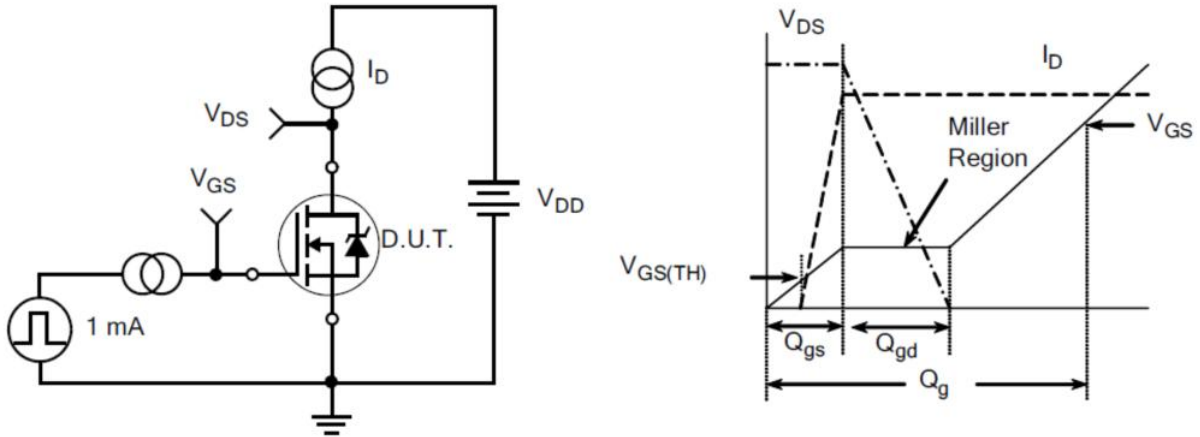 I_D
V_DS
V_GS
V_DD
D.U.T.
1 mA
V_DS
I_D
Miller
Region
V_GS
V_GS(TH)
Q_gs
Q_gd
Q_g